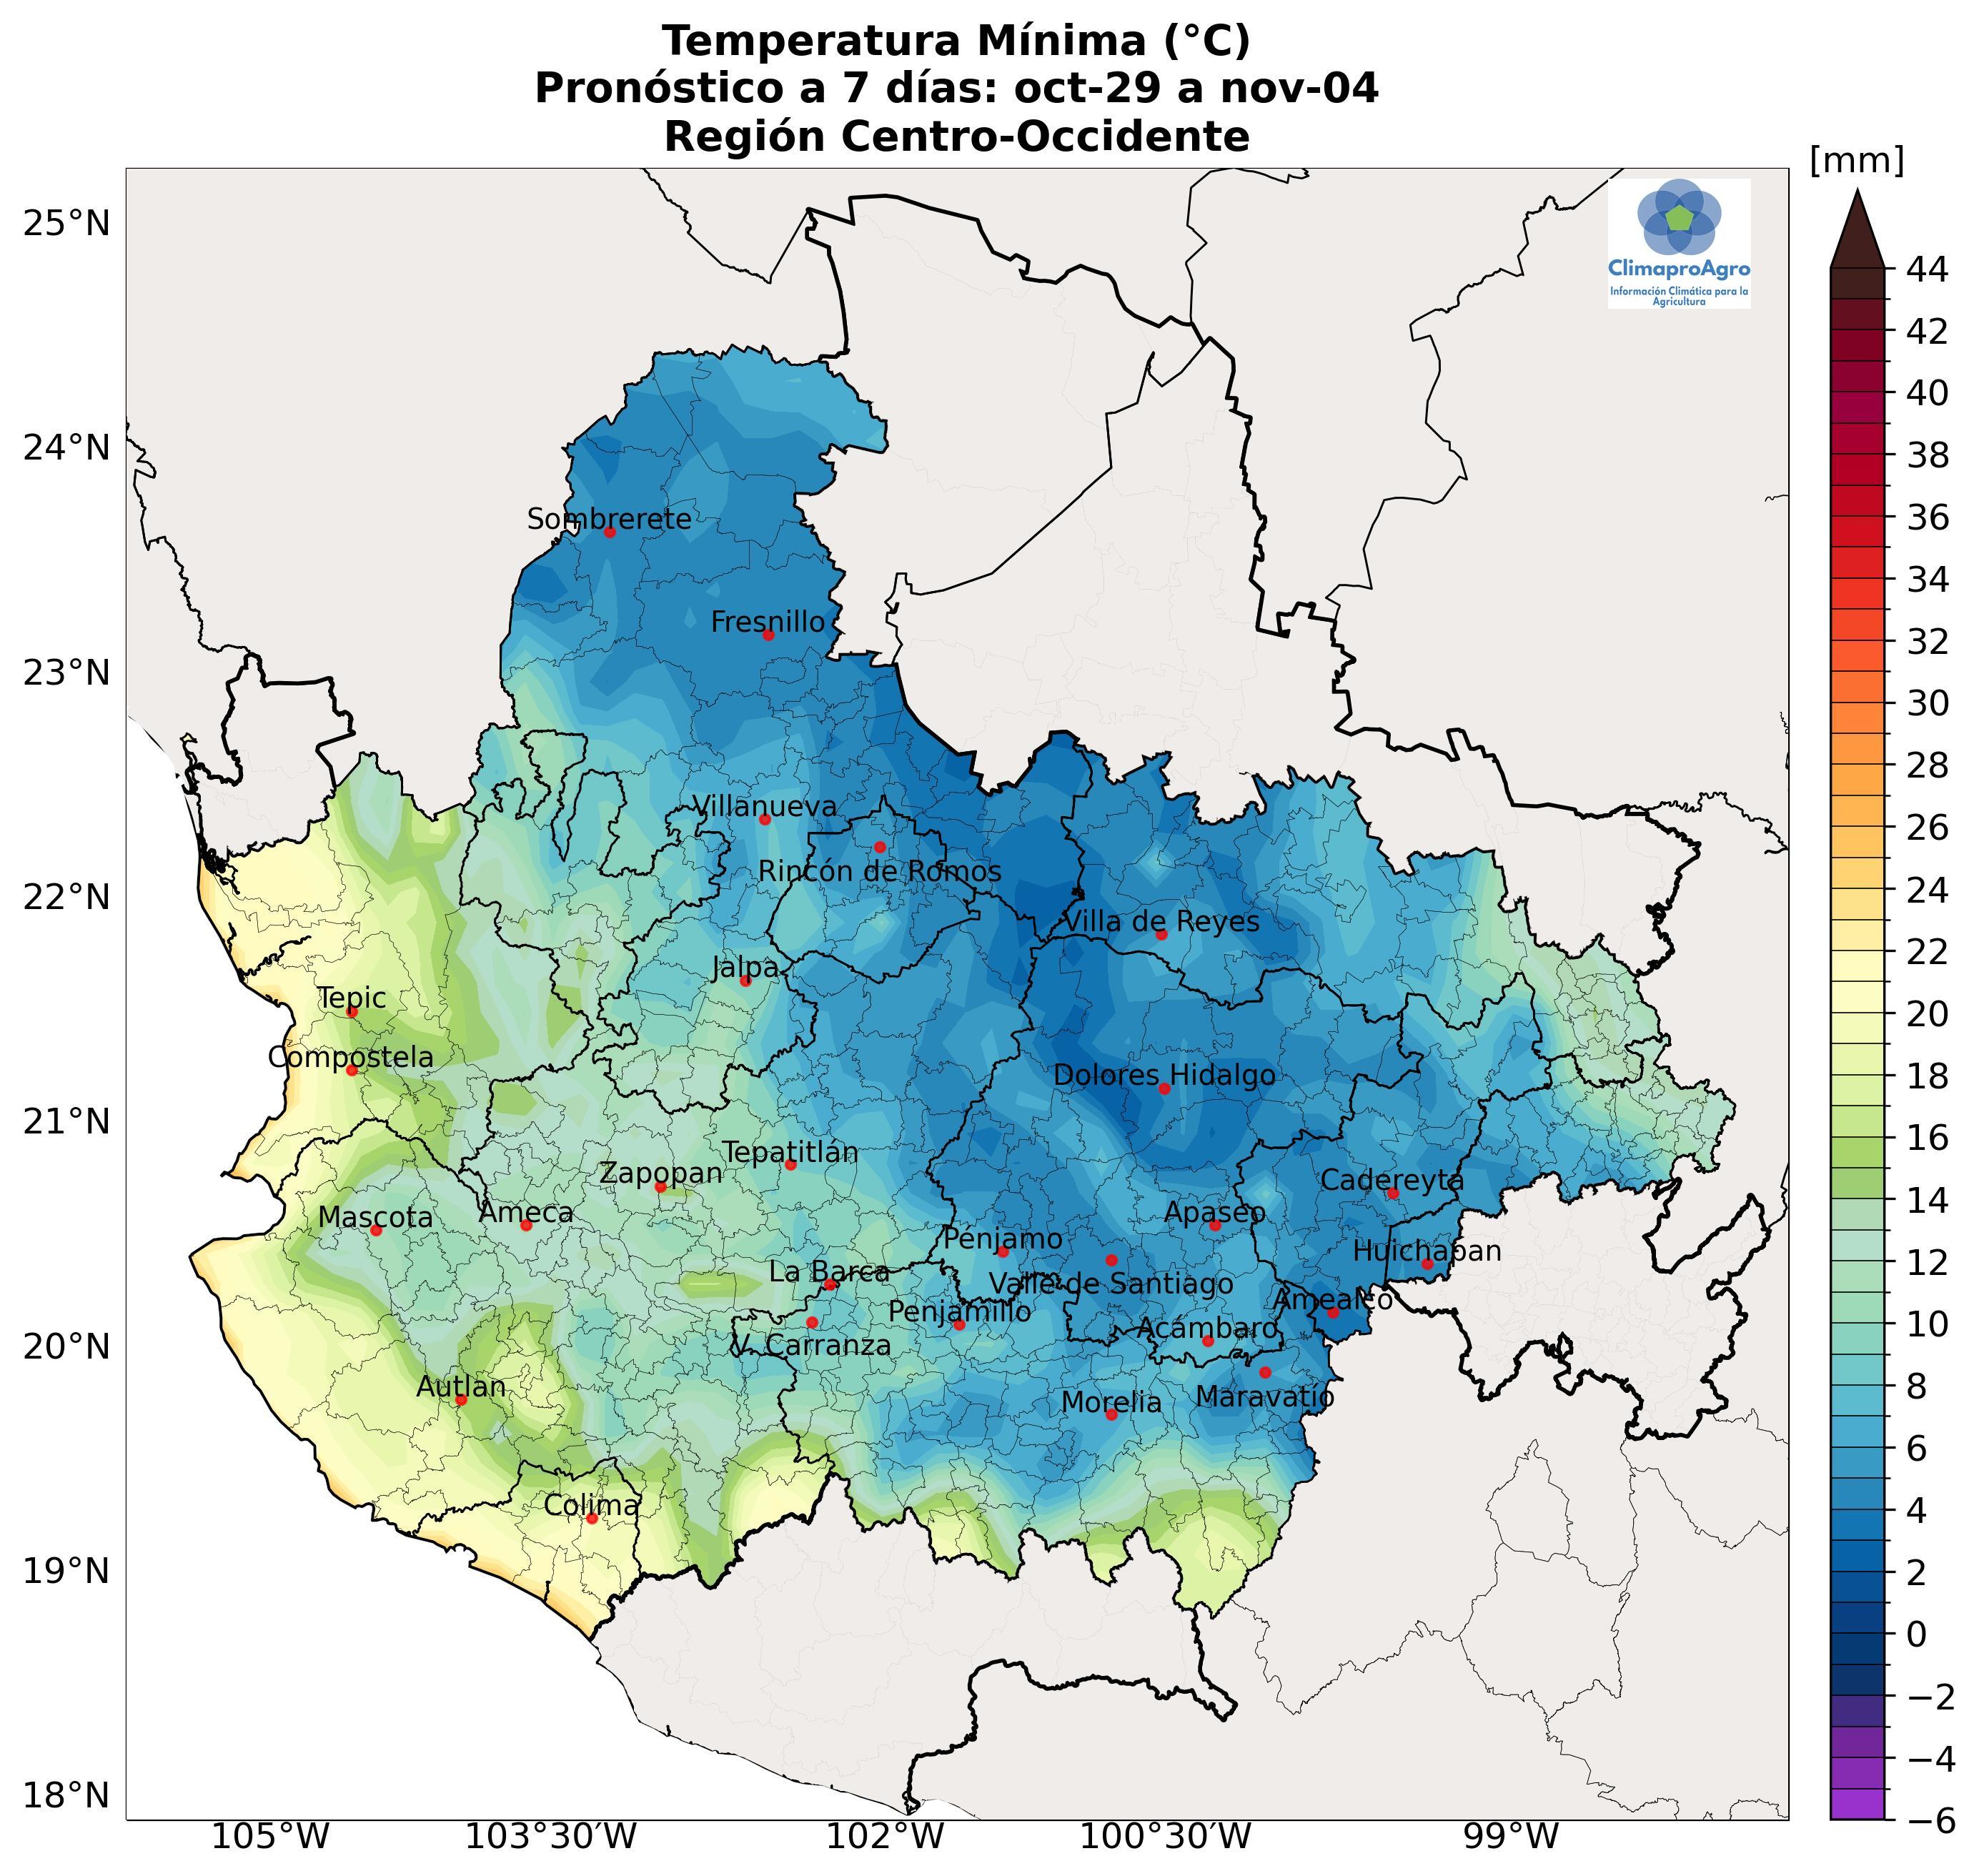 Temperatura Mínima (°C)
Pronóstico a 7 días: oct-29 a nov-04
Región Centro-Occidente
[mm]
ClimaproAgro
Información Climática para la
Agricultura
25°N
24°N
23°N
22°N
21°N
20°N
19°N
18°N
105°W
103°30'W
102°W
100°30'W
99°W
44
42
40
38
36
34
32
30
28
26
24
22
20
18
16
14
12
10
8
6
4
2
0
−2
−4
−6
Sombrerete
Fresnillo
Villanueva
Rincón de Romos
Villa de Reyes
Jalpa
Tepic
Compostela
Dolores Hidalgo
Tepatitlán
Zapopan
Cadereyta
Mascota
Ameca
Apaseo
Pénjamo
Huichapan
La Barca
Valle de Santiago
Amealco
Penjamillo
Acámbaro
V. Carranza
Autlan
Morelia
Maravatío
Colima